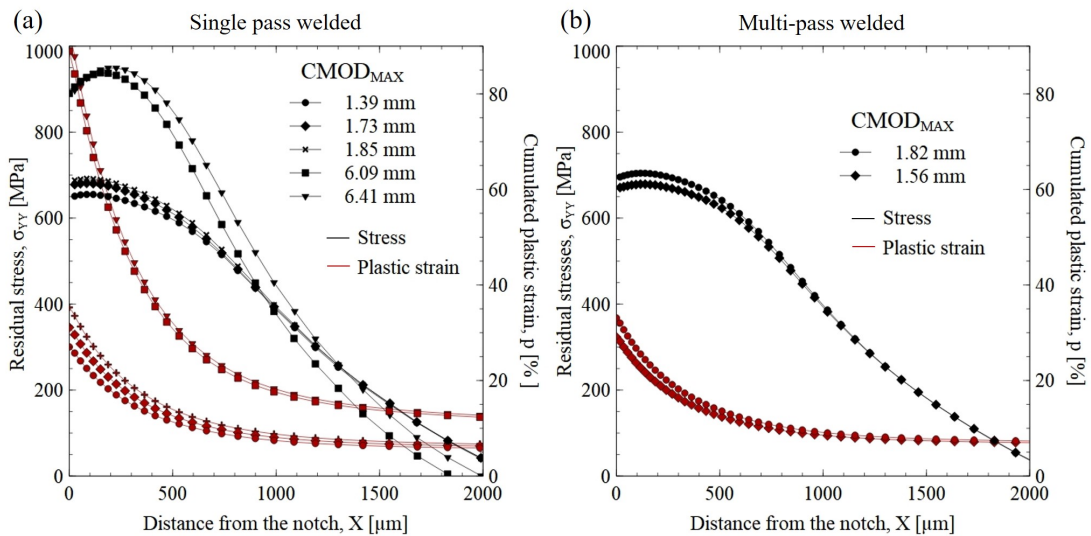 (a)
Single pass welded
1000
800
600
400
200
0
Residual stress, σYY [MPa]
CMODMAX
1.39 mm
1.73 mm
1.85 mm
6.09 mm
6.41 mm
Stress
Plastic strain
80
60
40
20
0
Cumulated plastic strain, p [% ]
0
500
1000
1500
2000
Distance from the notch, X [µm]
(b)
Multi-pass welded
1000
800
600
400
200
0
Residual stresses, σYY [MPa]
CMODMAX
1.82 mm
1.56 mm
Stress
Plastic strain
80
60
40
20
0
Cumulated plastic strain, p [%]
0
500
1000
1500
2000
Distance from the notch, X [µm]